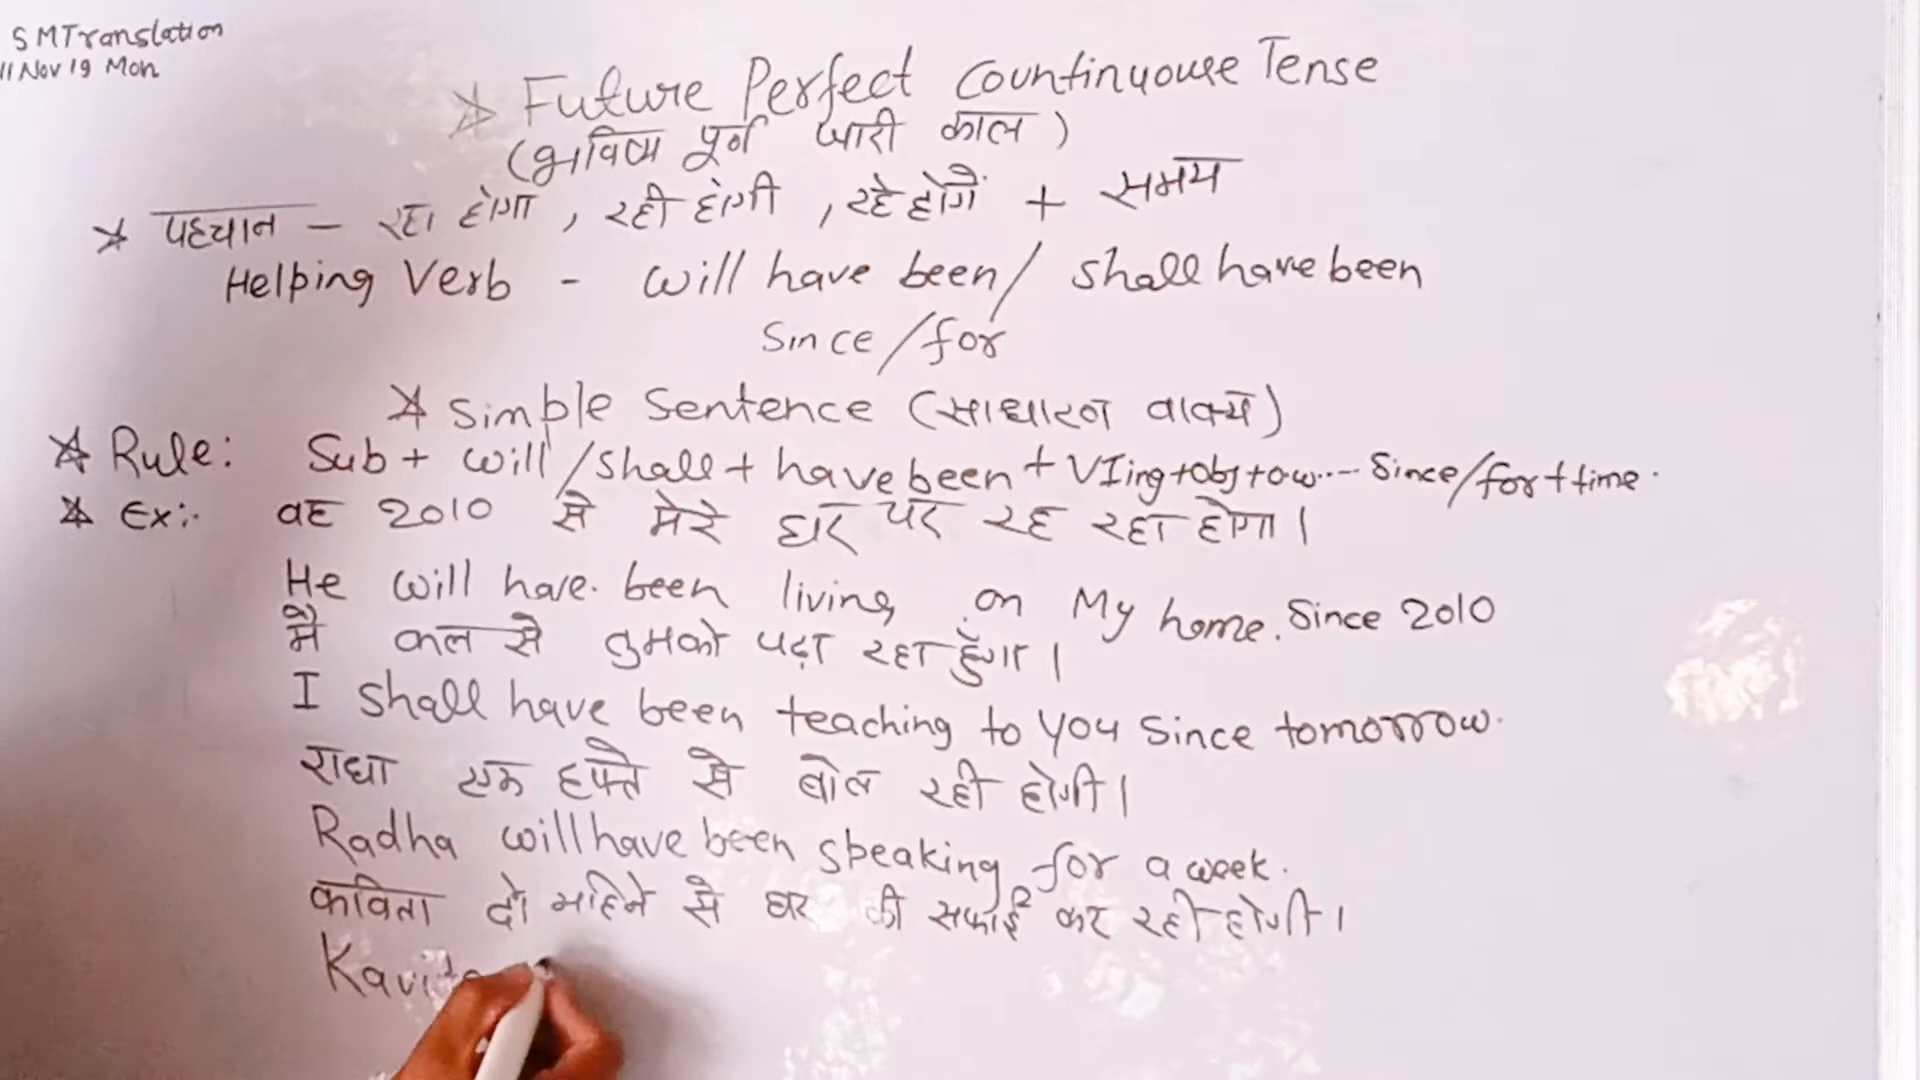 SMTranslation
11 Nov 19 Mon
Future Perfect Countinuouse Tense
(भविष्य पूर्ण जारी काल)
पहचान – रहा होगा, रही होगी, रहे होगें + समय
Helping Verb - will have been/ shall have been
Since/for
Simple Sentence (साधारण वाक्य)
Rule: Sub + will/shall + have been + VIing+Obj+ow.... Since/for+time.
Ex:- वह 2010 से मेरे घर पर रह रहा होगा।
He will have been living on My home. Since 2010
मैं कल से तुमको पढ़ा रहा हुँगा।
I shall have been teaching to you Since tomorrow.
राधा एक हफ्ते से बोल रही होगी।
Radha will have been speaking for a week.
कविता दो महिने से घर की सफाई कर रही होगी।
Kavita